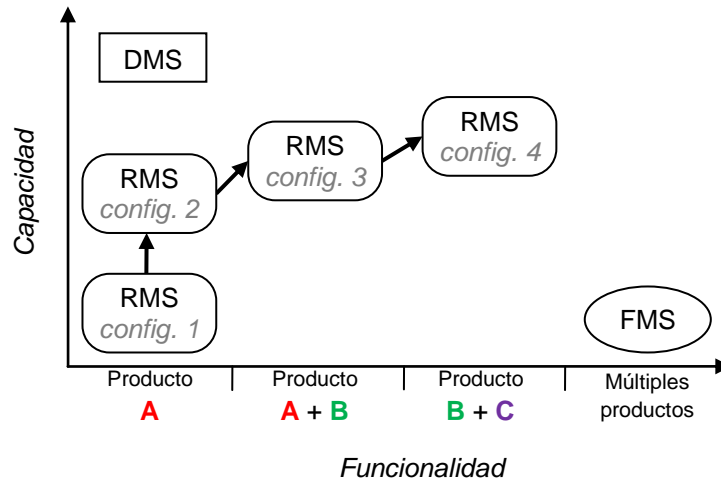 Capacidad
DMS
RMS
config. 4
RMS
config. 3
RMS
config. 2
RMS
config. 1
FMS
Producto
A
Producto
A + B
Producto
B + C
Múltiples
productos
Funcionalidad